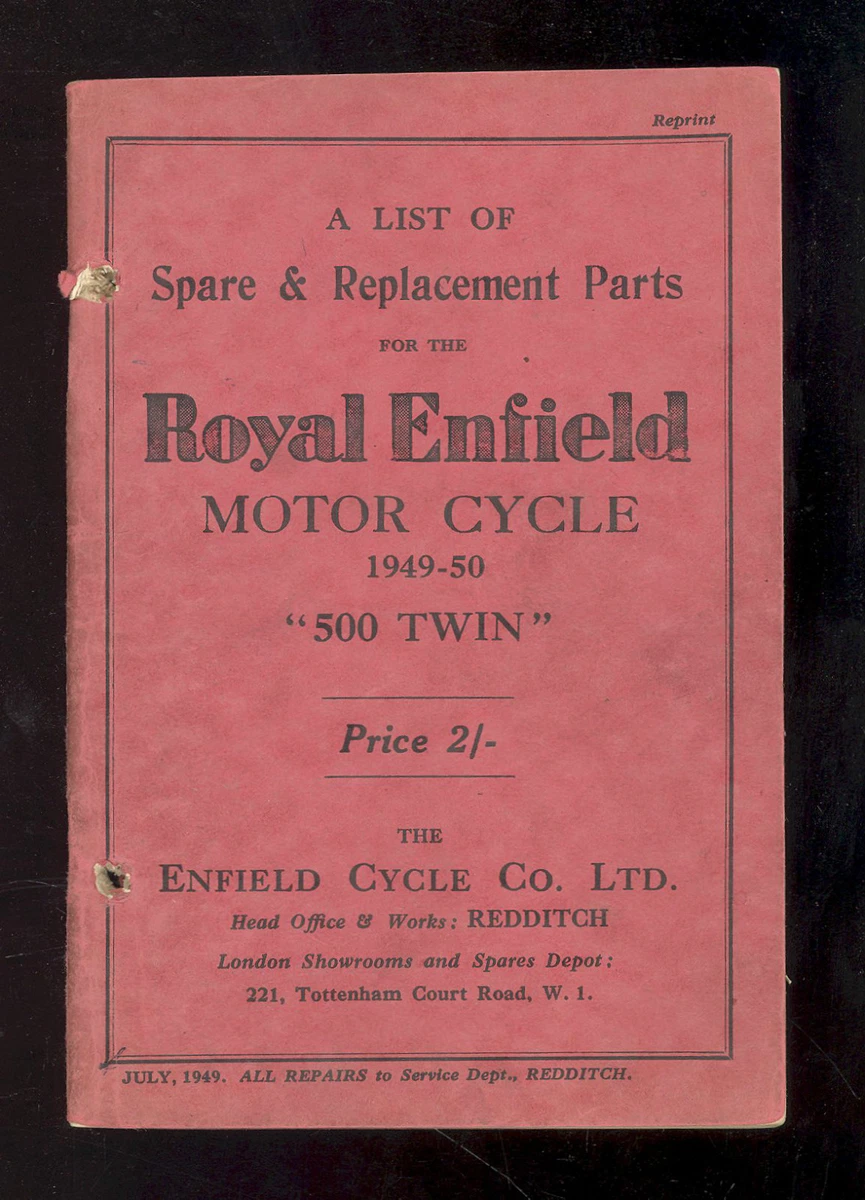 Reprint
A LIST OF
Spare & Replacement Parts
FOR THE
Royal Enfield
MOTOR CYCLE
1949-50
“500 TWIN”
Price 2/-
THE
ENFIELD CYCLE CO. LTD.
Head Office & Works: REDDITCH
London Showrooms and Spares Depot:
221, Tottenham Court Road, W. 1.
JULY, 1949. ALL REPAIRS to Service Dept., REDDITCH.